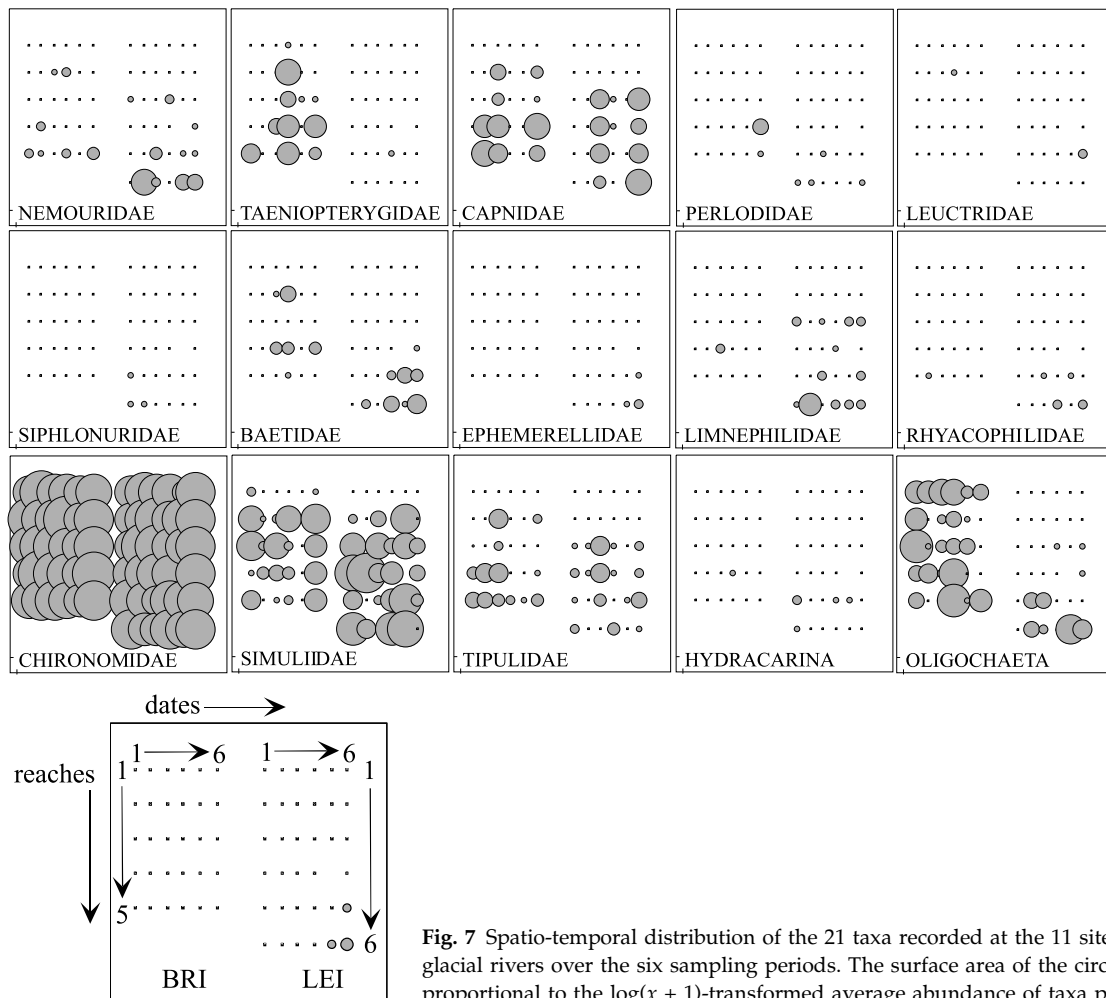 NEMOURIDAE
TAENIOPTERYGIDAE
CAPNIDAE
PERLODIDAE
LEUCTRIDAE
SIPHLONURIDAE
BAETIDAE
EPHEMERELLIDAE
LIMNEPHILIDAE
RHYACOPHILIDAE
CHIRONOMIDAE
SIMULIIDAE
TIPULIDAE
HYDRACARINA
OLIGOCHAETA
dates
1 6 1 6
reaches 1 1
5 6
BRI LEI
Fig. 7 Spatio-temporal distribution of the 21 taxa recorded at the 11 site
glacial rivers over the six sampling periods. The surface area of the circ
proportional to the log(x + 1)-transformed average abundance of taxa p